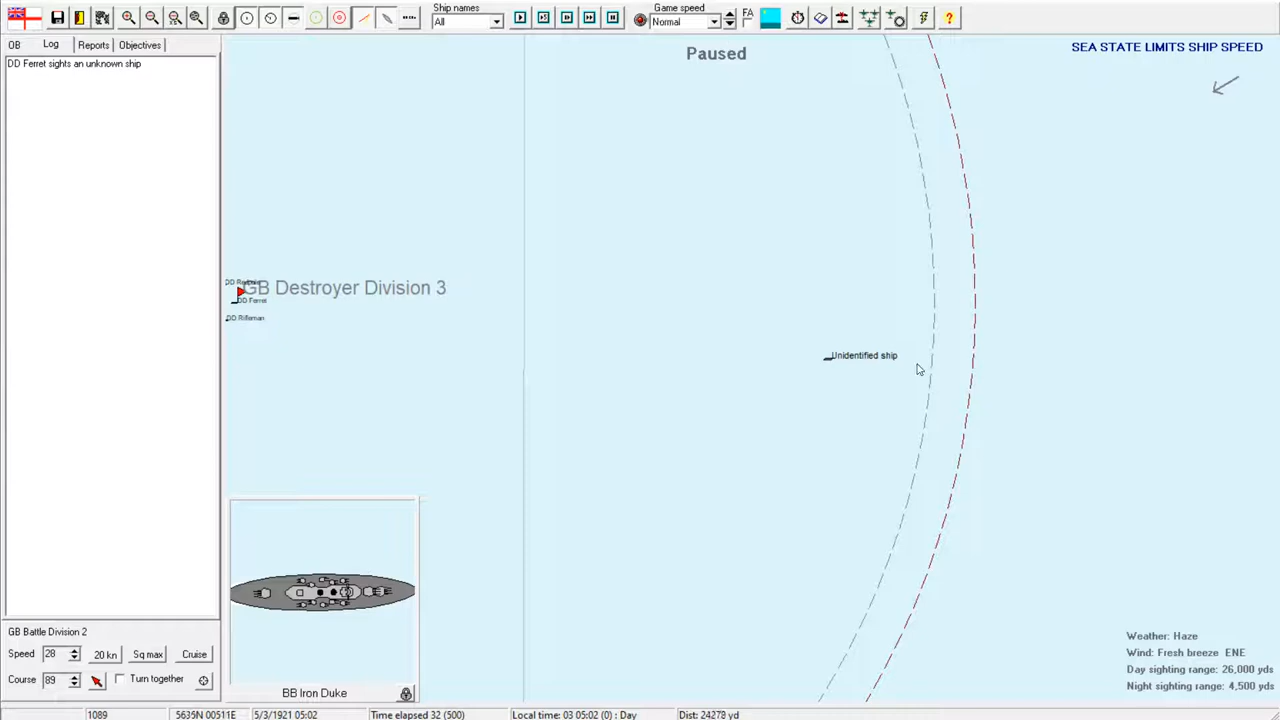 Ship names
All
Game speed
Normal
FA
OB
Log
Reports
Objectives
DD Ferret sights an unknown ship
Paused
SEA STATE LIMITS SHIP SPEED
GB Destroyer Division 3
DD Ferret
DD Rifleman
Unidentified ship
BB Iron Duke
GB Battle Division 2
Speed 28 20 kn Sq max Cruise
Course 89 Turn together
Weather: Haze
Wind: Fresh breeze ENE
Day sighting range: 26,000 yds
Night sighting range: 4,500 yds
1089 5635N 00511E 5/3/1921 05:02 Time elapsed 32 (500) Local time: 03 05:02 (0) : Day Dist: 24278 yd